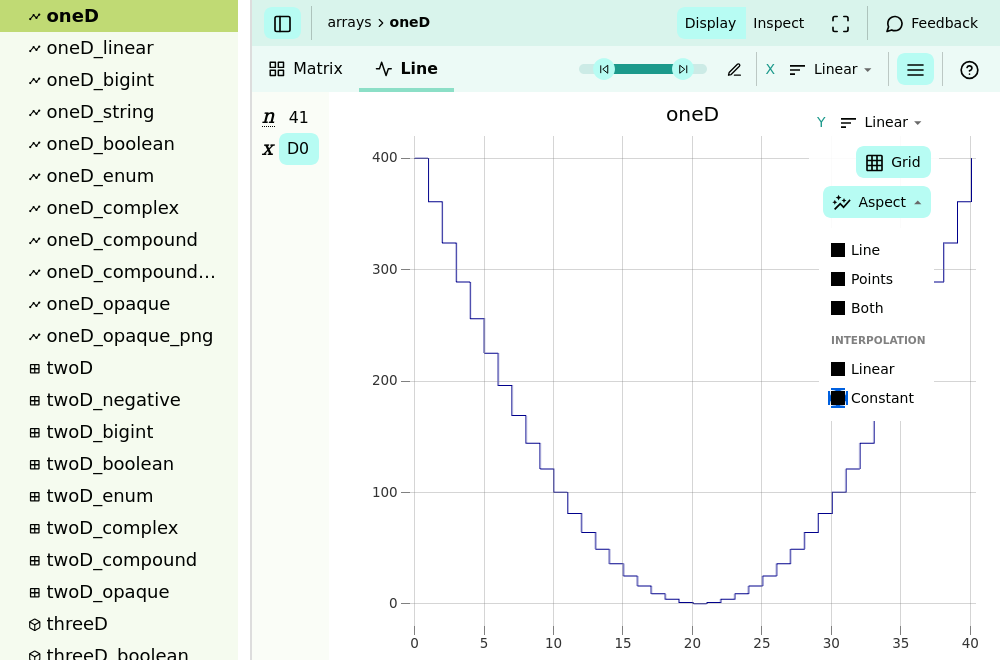 oneD
oneD_linear
oneD_bigint
oneD_string
oneD_boolean
oneD_enum
oneD_complex
oneD_compound
oneD_compound…
oneD_opaque
oneD_opaque_png
twoD
twoD_negative
twoD_bigint
twoD_boolean
twoD_enum
twoD_complex
twoD_compound
twoD_opaque
threeD
threeD_boolean
arrays > oneD
Display Inspect Feedback
Matrix Line X Linear
n 41
x D0
oneD
Y Linear
Grid
Aspect
Line
Points
Both
INTERPOLATION
Linear
Constant
400
300
200
100
0
0 5 10 15 20 25 30 35 40